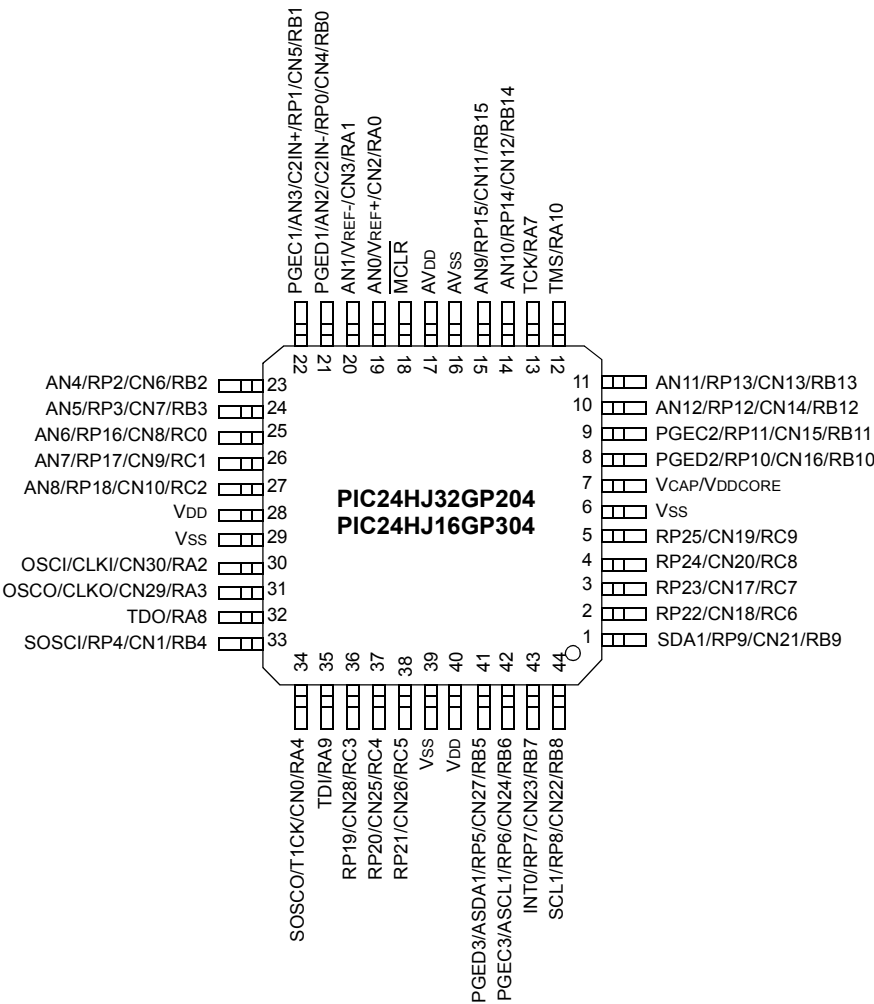 PGEC1/AN3/C2IN+/RP1/CN5/RB1
PGED1/AN2/C2IN-/RP0/CN4/RB0
AN1/VREF-/CN3/RA1
AN0/VREF+/CN2/RA0
MCLR
AVDD
AVSS
AN9/RP15/CN11/RB15
AN10/RP14/CN12/RB14
TCK/RA7
TMS/RA10
22
21
20
19
18
17
16
15
14
13
12
AN4/RP2/CN6/RB2 23
AN5/RP3/CN7/RB3 24
AN6/RP16/CN8/RC0 25
AN7/RP17/CN9/RC1 26
AN8/RP18/CN10/RC2 27
VDD 28
VSS 29
OSCI/CLKI/CN30/RA2 30
OSCO/CLKO/CN29/RA3 31
TDO/RA8 32
SOSCI/RP4/CN1/RB4 33
PIC24HJ32GP204
PIC24HJ16GP304
11 AN11/RP13/CN13/RB13
10 AN12/RP12/CN14/RB12
9 PGEC2/RP11/CN15/RB11
8 PGED2/RP10/CN16/RB10
7 VCAP/VDDCORE
6 VSS
5 RP25/CN19/RC9
4 RP24/CN20/RC8
3 RP23/CN17/RC7
2 RP22/CN18/RC6
1 SDA1/RP9/CN21/RB9
34
35
36
37
38
39
40
41
42
43
44
SOSCO/T1CK/CN0/RA4
TDI/RA9
RP19/CN28/RC3
RP20/CN25/RC4
RP21/CN26/RC5
VSS
VDD
PGED3/ASDA1/RP5/CN27/RB5
PGEC3/ASCL1/RP6/CN24/RB6
INT0/RP7/CN23/RB7
SCL1/RP8/CN22/RB8